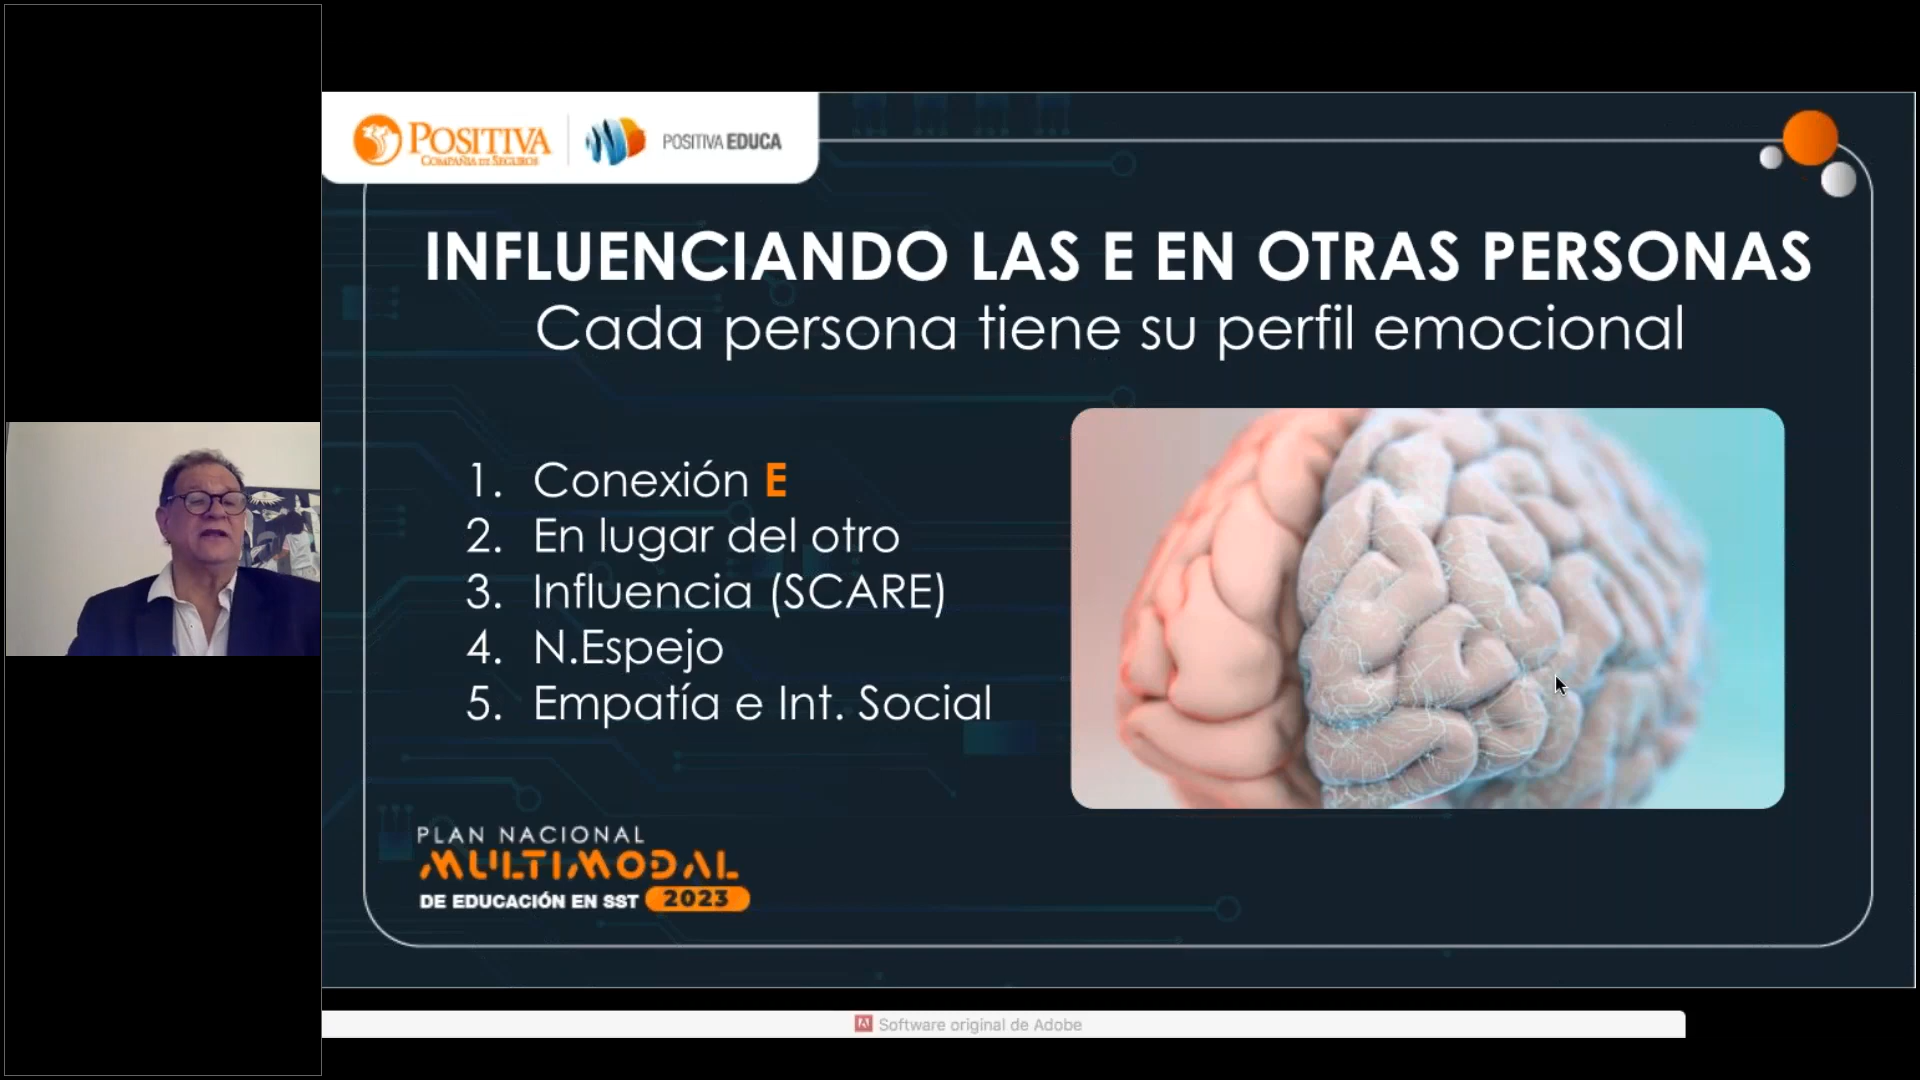 POSITIVA
COMPAÑIA DE SEGUROS
POSITIVA EDUCA
INFLUENCIANDO LAS E EN OTRAS PERSONAS
Cada persona tiene su perfil emocional
1. Conexión E
2. En lugar del otro
3. Influencia (SCARE)
4. N.Espejo
5. Empatía e Int. Social
PLAN NACIONAL
MULTIMODAL
DE EDUCACIÓN EN SST 2023
Software original de Adobe